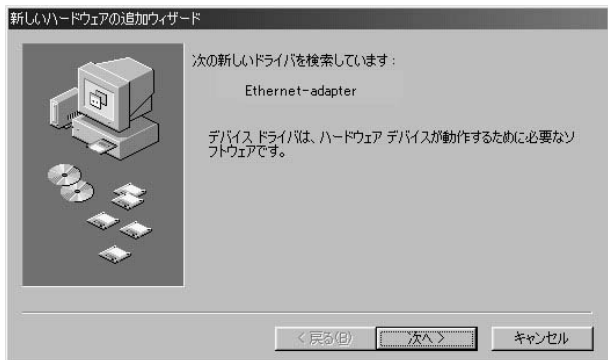 新しいハードウェアの追加ウィザード
次の新しいドライバを検索しています：
Ethernet-adapter
デバイス ドライバは、ハードウェア デバイスが動作するために必要なソ
フトウェアです。
< 戻る(B)
次へ >
キャンセル